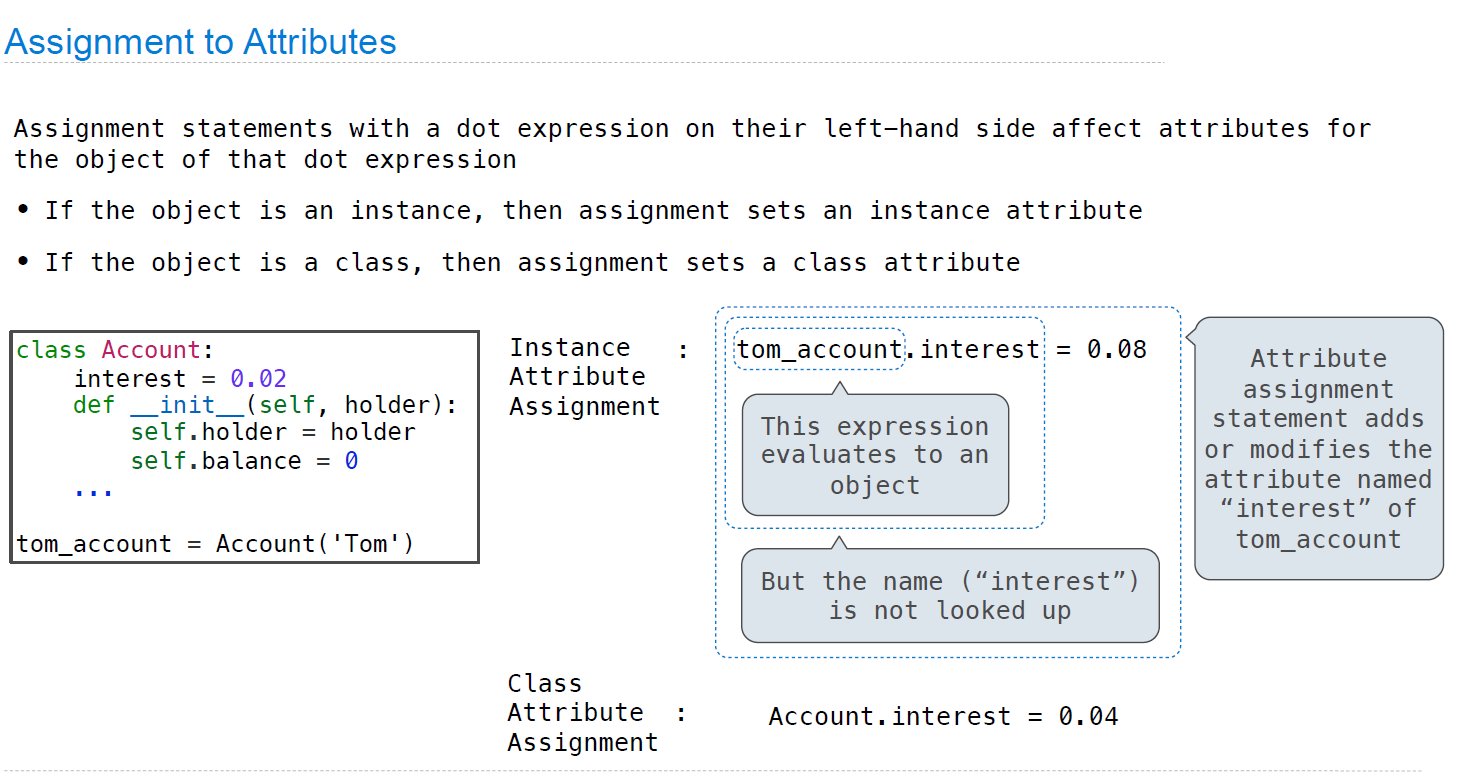 Assignment to Attributes
Assignment statements with a dot expression on their left−hand side affect attributes for
the object of that dot expression
• If the object is an instance, then assignment sets an instance attribute
• If the object is a class, then assignment sets a class attribute
class Account:
    interest = 0.02
    def __init__(self, holder):
        self.holder = holder
        self.balance = 0
    ...
tom_account = Account('Tom')
Instance
Attribute
Assignment
:
tom_account.interest = 0.08
This expression
evaluates to an
object
But the name (“interest”)
is not looked up
Attribute
assignment
statement adds
or modifies the
attribute named
“interest” of
tom_account
Class
Attribute :
Assignment
Account.interest = 0.04